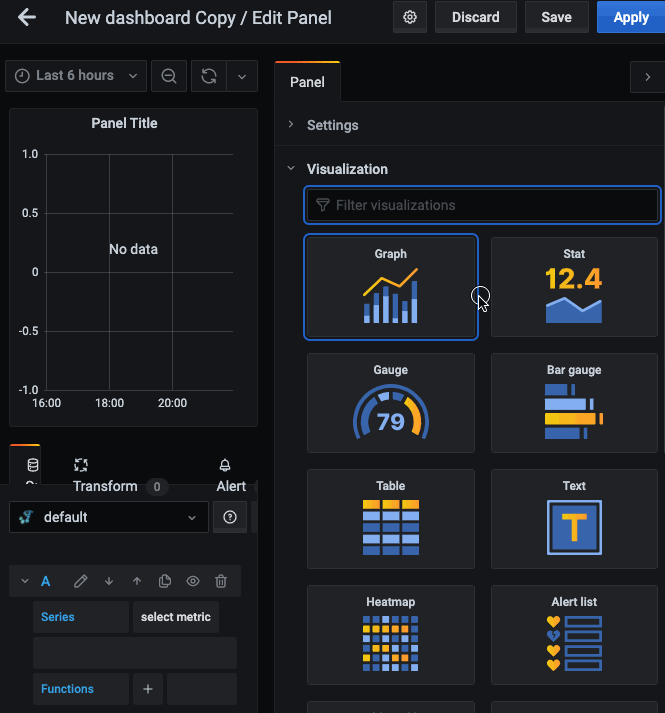 New dashboard Copy / Edit Panel
Discard
Save
Apply
Last 6 hours
Panel
Panel Title
1.0
0.5
0
-0.5
-1.0
No data
16:00 18:00 20:00
Settings
Visualization
Filter visualizations
Graph
Stat
12.4
Gauge
79
Bar gauge
Table
Text
T
Heatmap
Alert list
Transform 0
Alert
default
A
Series
select metric
Functions
+